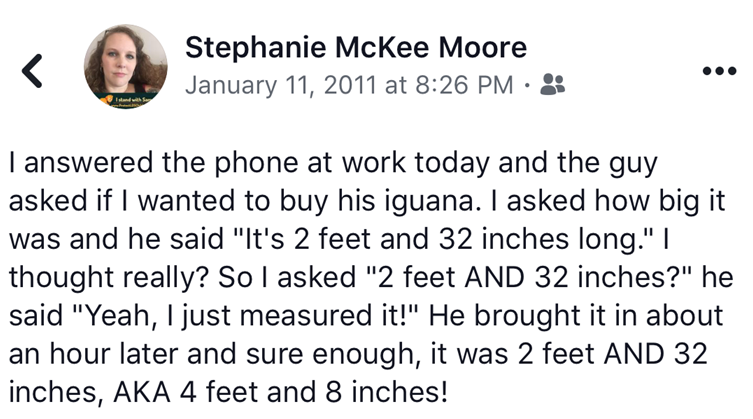 Stephanie McKee Moore
January 11, 2011 at 8:26 PM ·
I answered the phone at work today and the guy
asked if I wanted to buy his iguana. I asked how big it
was and he said "It's 2 feet and 32 inches long." I
thought really? So I asked "2 feet AND 32 inches?" he
said "Yeah, I just measured it!" He brought it in about
an hour later and sure enough, it was 2 feet AND 32
inches, AKA 4 feet and 8 inches!